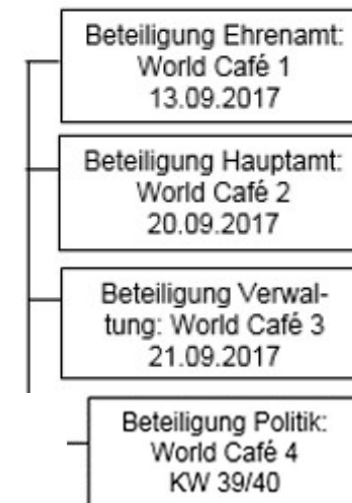 Beteiligung Ehrenamt:
World Café 1
13.09.2017
Beteiligung Hauptamt:
World Café 2
20.09.2017
Beteiligung Verwal-
tung: World Café 3
21.09.2017
Beteiligung Politik:
World Café 4
KW 39/40